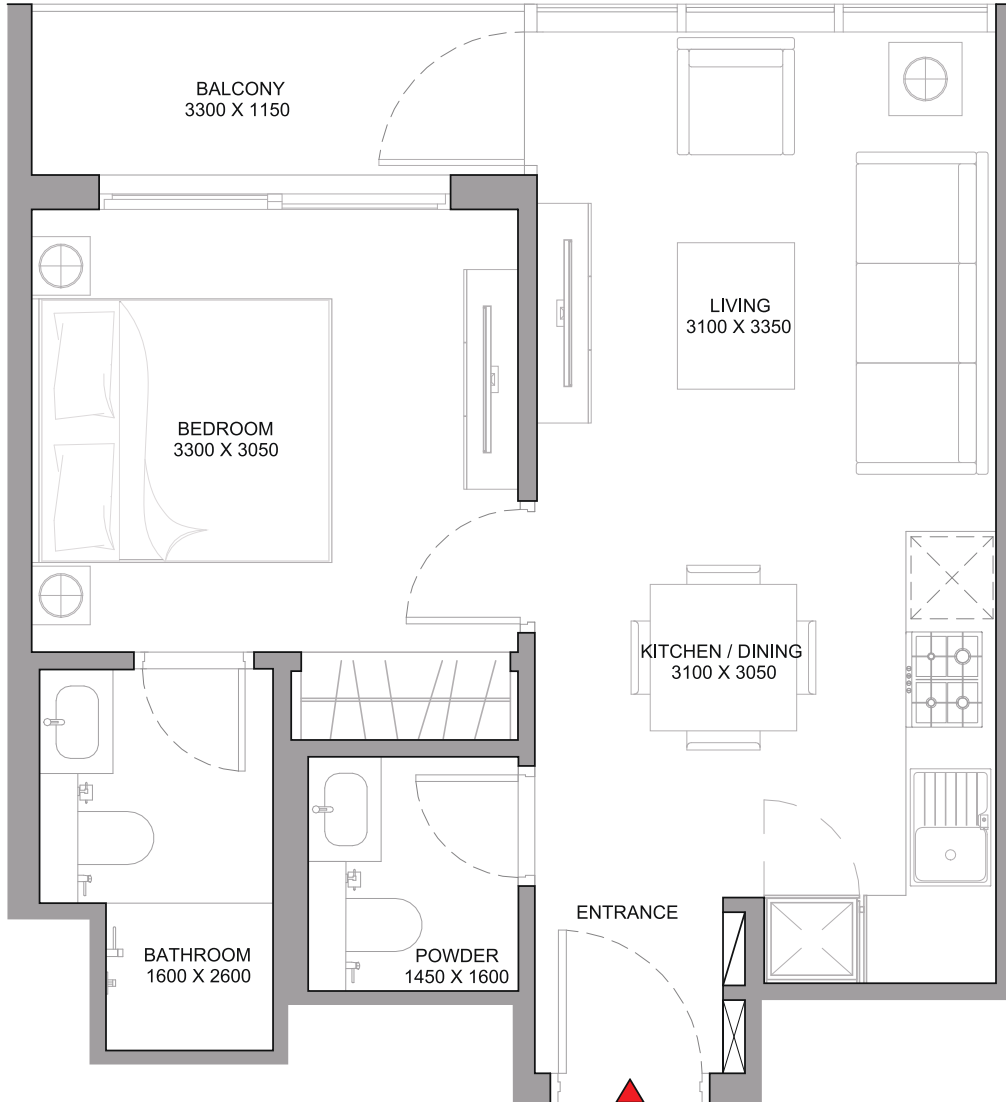 BALCONY
3300 X 1150
LIVING
3100 X 3350
BEDROOM
3300 X 3050
KITCHEN / DINING
3100 X 3050
ENTRANCE
BATHROOM
1600 X 2600
POWDER
1450 X 1600